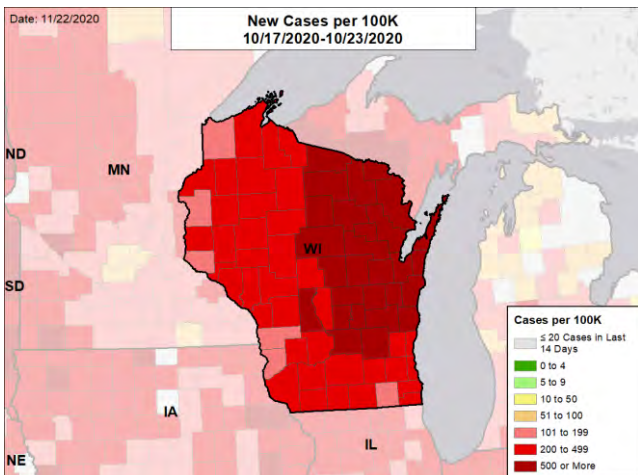 Date: 11/22/2020
New Cases per 100K
10/17/2020-10/23/2020
ND
MN
WI
SD
IA
NE
IL
Cases per 100K
≤ 20 Cases in Last
14 Days
0 to 4
5 to 9
10 to 50
51 to 100
101 to 199
200 to 499
500 or More